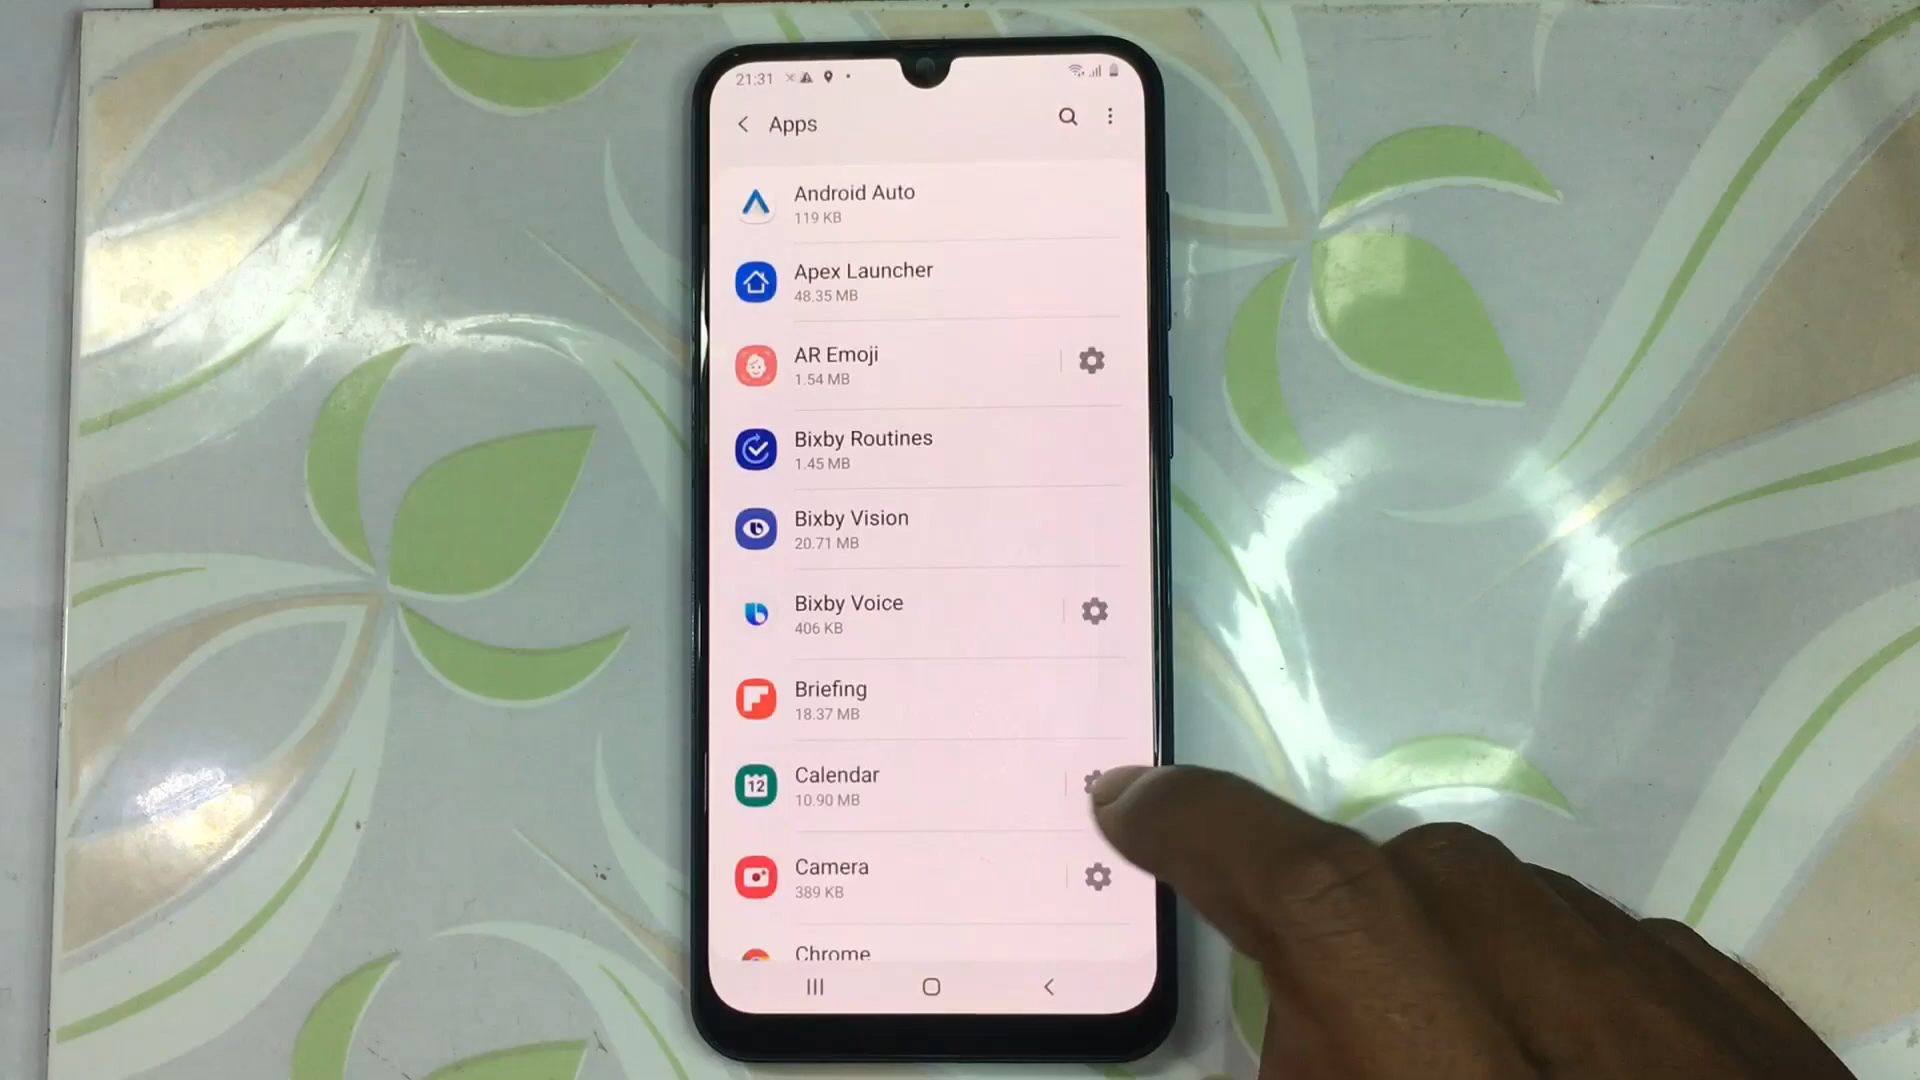 21:31
Apps
Android Auto
119 KB
Apex Launcher
48.35 MB
AR Emoji
1.54 MB
Bixby Routines
1.45 MB
Bixby Vision
20.71 MB
Bixby Voice
406 KB
Briefing
18.37 MB
12
Calendar
10.90 MB
Camera
389 KB
Chrome